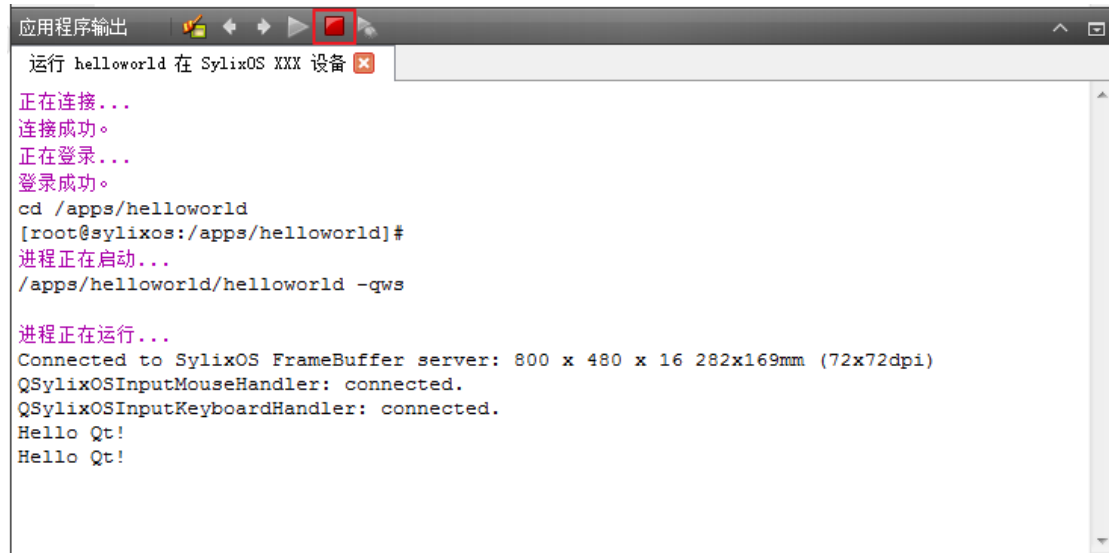 应用程序输出
运行 helloworld 在 SylixOS XXX 设备
正在连接...
连接成功。
正在登录...
登录成功。
cd /apps/helloworld
[root@sylixos:/apps/helloworld]#
进程正在启动...
/apps/helloworld/helloworld -qws
进程正在运行...
Connected to SylixOS FrameBuffer server: 800 x 480 x 16 282x169mm (72x72dpi)
QSylixOSInputMouseHandler: connected.
QSylixOSInputKeyboardHandler: connected.
Hello Qt!
Hello Qt!